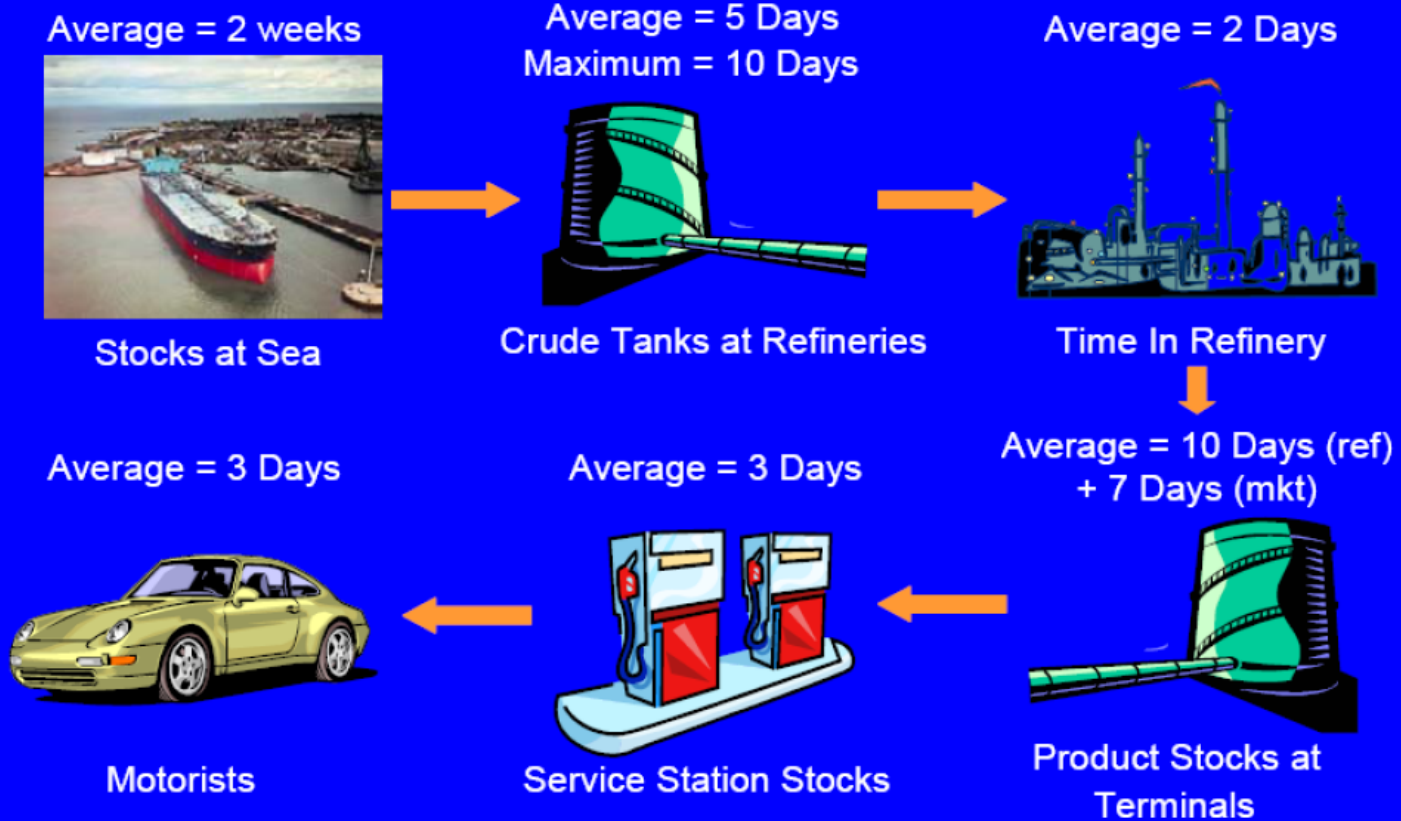 Average = 2 weeks
Stocks at Sea
Average = 5 Days
Maximum = 10 Days
Crude Tanks at Refineries
Average = 2 Days
Time In Refinery
Average = 10 Days (ref)
+ 7 Days (mkt)
Product Stocks at
Terminals
Average = 3 Days
Service Station Stocks
Average = 3 Days
Motorists